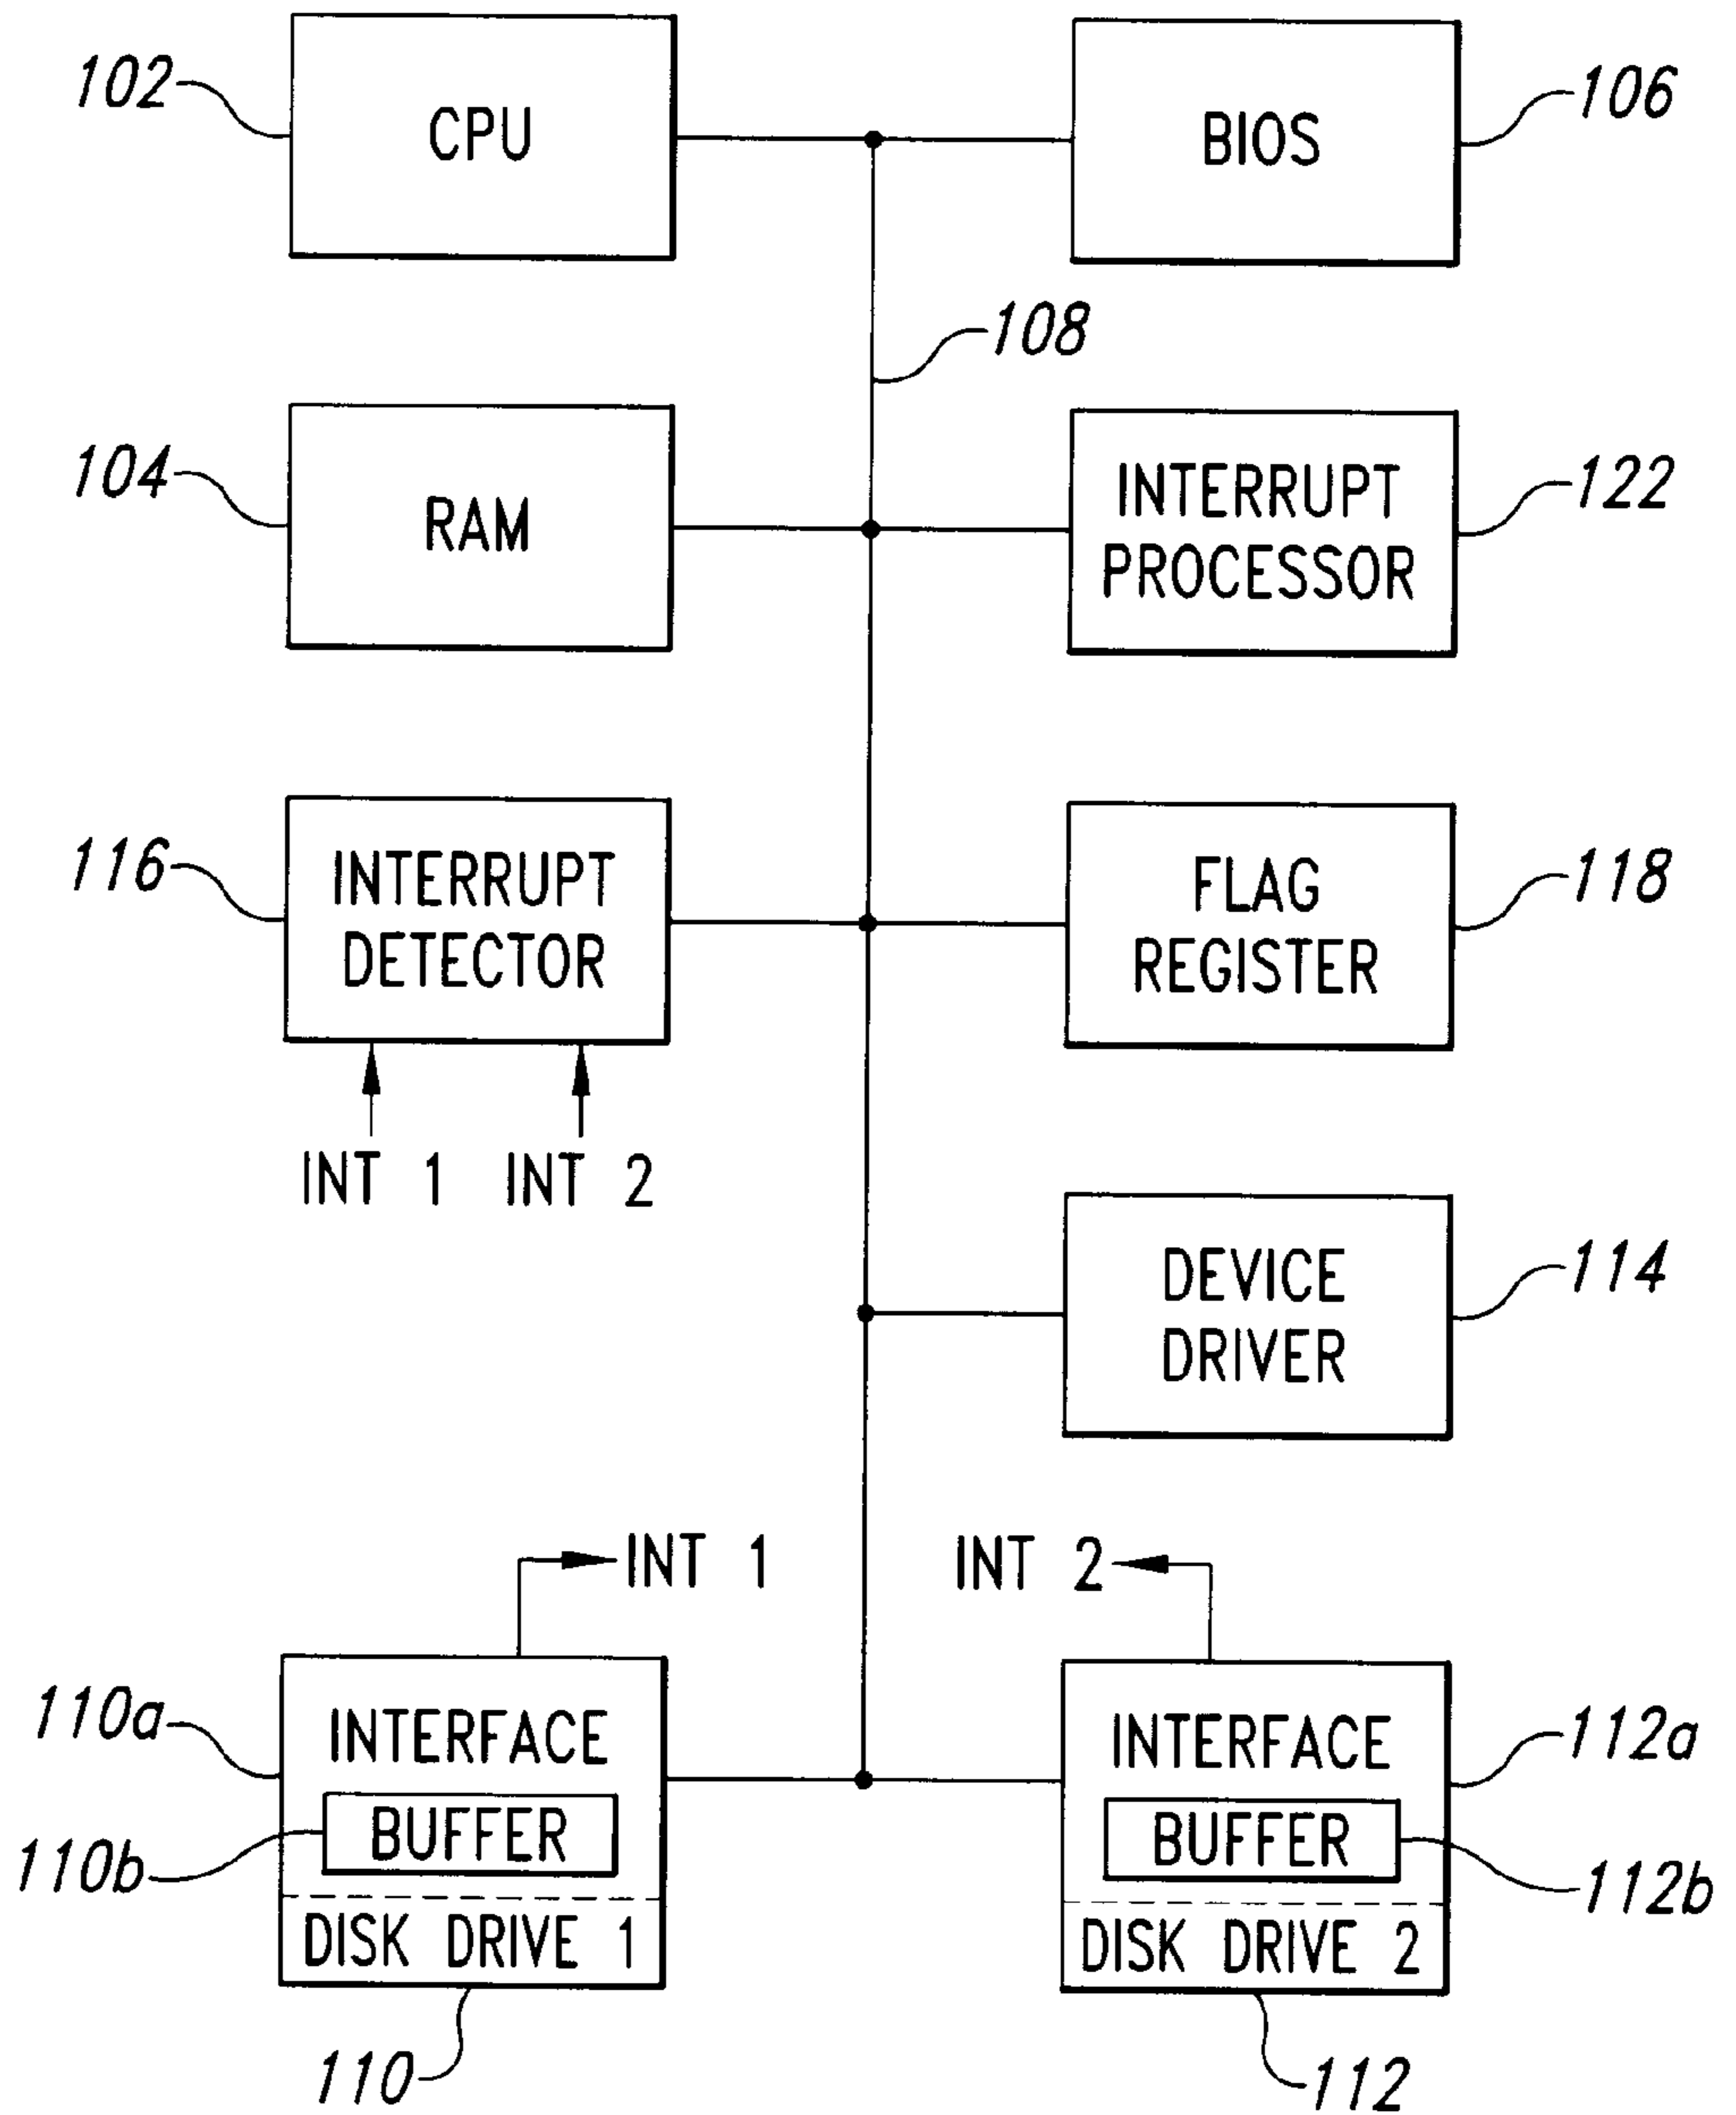 102
CPU
BIOS
106
108
104
RAM
INTERRUPT
PROCESSOR
122
116
INTERRUPT
DETECTOR
FLAG
REGISTER
118
INT 1
INT 2
DEVICE
DRIVER
114
INT 1
INT 2
110a
INTERFACE
BUFFER
110b
DISK DRIVE 1
110
INTERFACE
112a
BUFFER
112b
DISK DRIVE 2
112